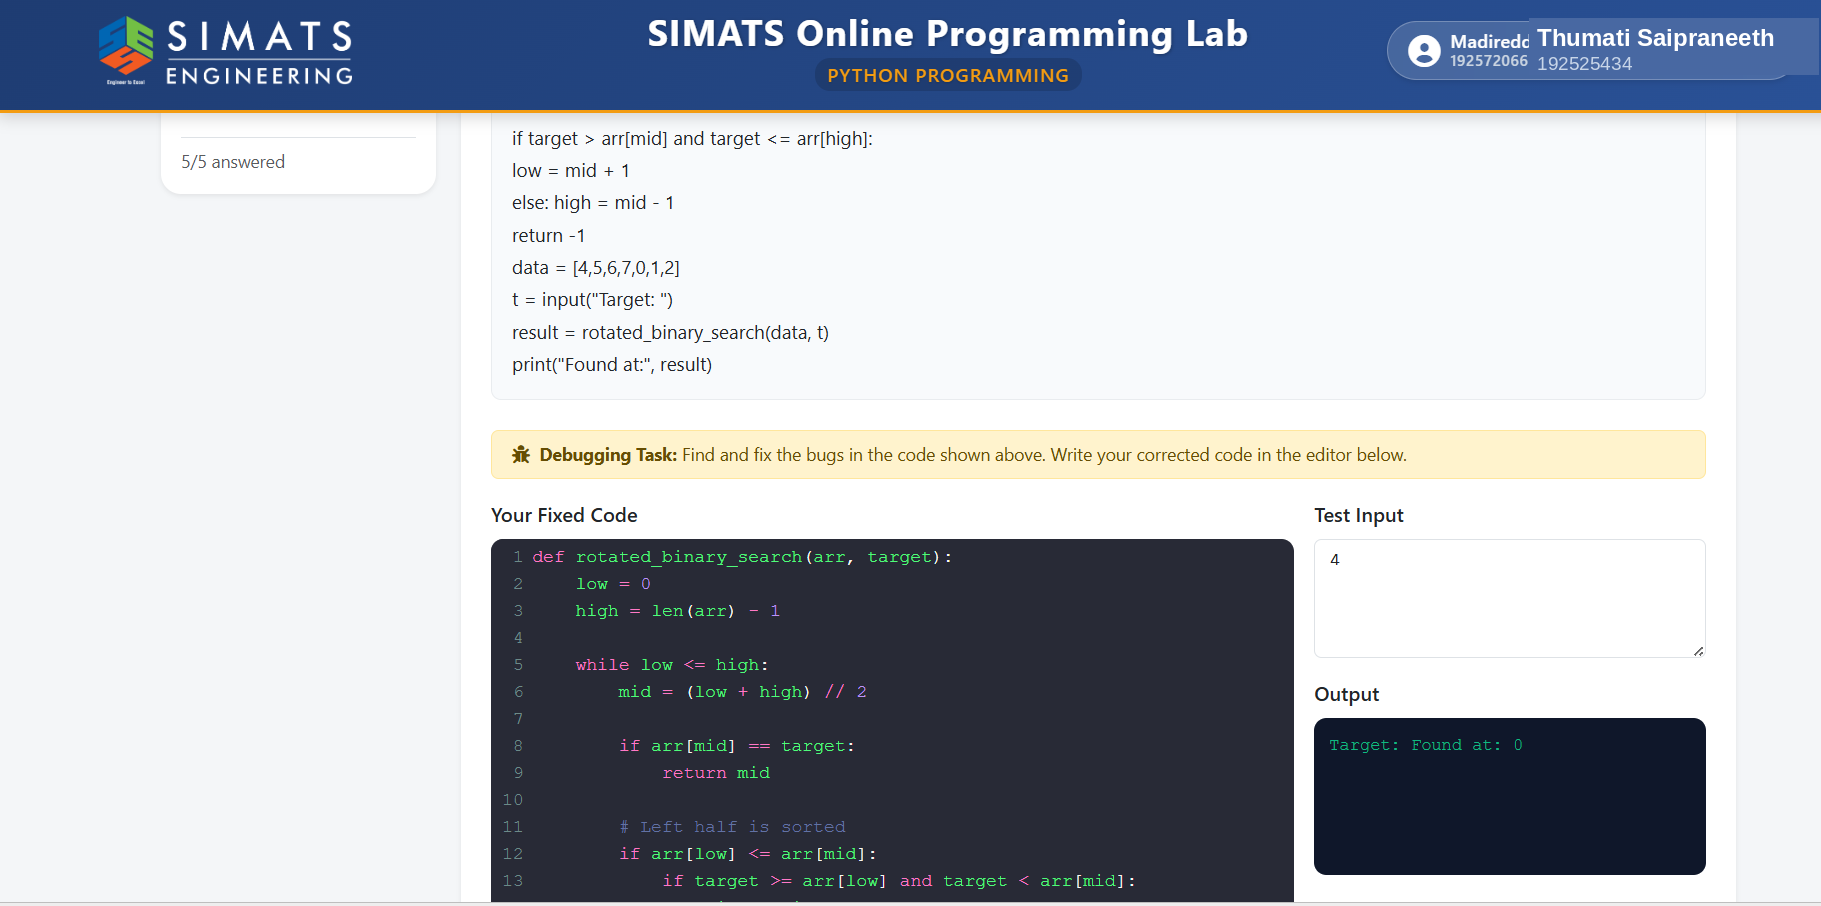 SIMATS
ENGINEERING
Engineer to Excel
SIMATS Online Programming Lab
PYTHON PROGRAMMING
Madiredd
192572066
Thumati Saipraneeth
192525434
5/5 answered
if target > arr[mid] and target <= arr[high]:
low = mid + 1
else: high = mid - 1
return -1
data = [4,5,6,7,0,1,2]
t = input("Target: ")
result = rotated_binary_search(data, t)
print("Found at:", result)
Debugging Task: Find and fix the bugs in the code shown above. Write your corrected code in the editor below.
Your Fixed Code
1 def rotated_binary_search(arr, target):
2     low = 0
3     high = len(arr) - 1
4
5     while low <= high:
6         mid = (low + high) // 2
7
8         if arr[mid] == target:
9             return mid
10
11         # Left half is sorted
12         if arr[low] <= arr[mid]:
13             if target >= arr[low] and target < arr[mid]:
Test Input
4
Output
Target: Found at: 0